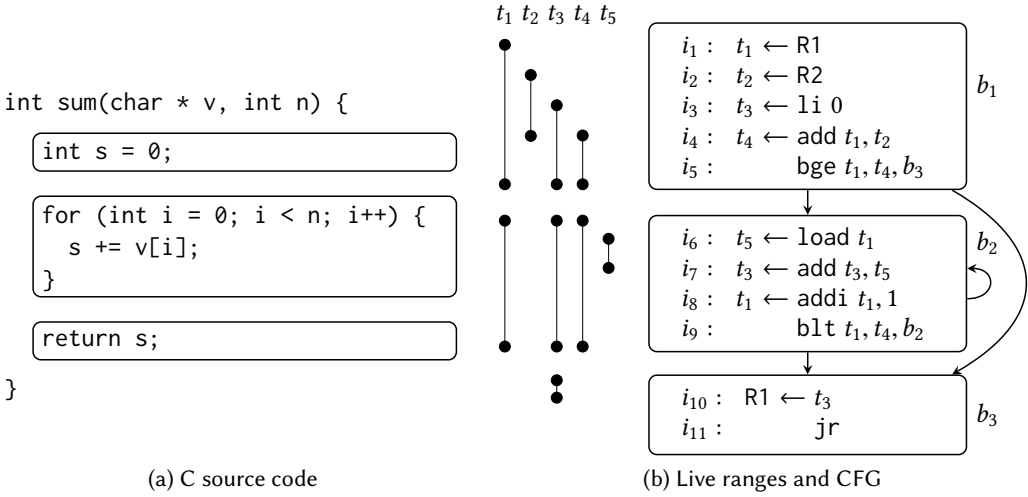 int sum(char * v, int n) {
int s = 0;
for (int i = 0; i < n; i++) {
s += v[i];
}
return s;
}
(a) C source code
t₁ t₂ t₃ t₄ t₅
i₁ : t₁ ← R1
i₂ : t₂ ← R2
i₃ : t₃ ← li 0
i₄ : t₄ ← add t₁, t₂
i₅ : bge t₁, t₄, b₃
b₁
i₆ : t₅ ← load t₁
i₇ : t₃ ← add t₃, t₅
i₈ : t₁ ← addi t₁, 1
i₉ : blt t₁, t₄, b₂
b₂
i₁₀ : R1 ← t₃
i₁₁ : jr
b₃
(b) Live ranges and CFG